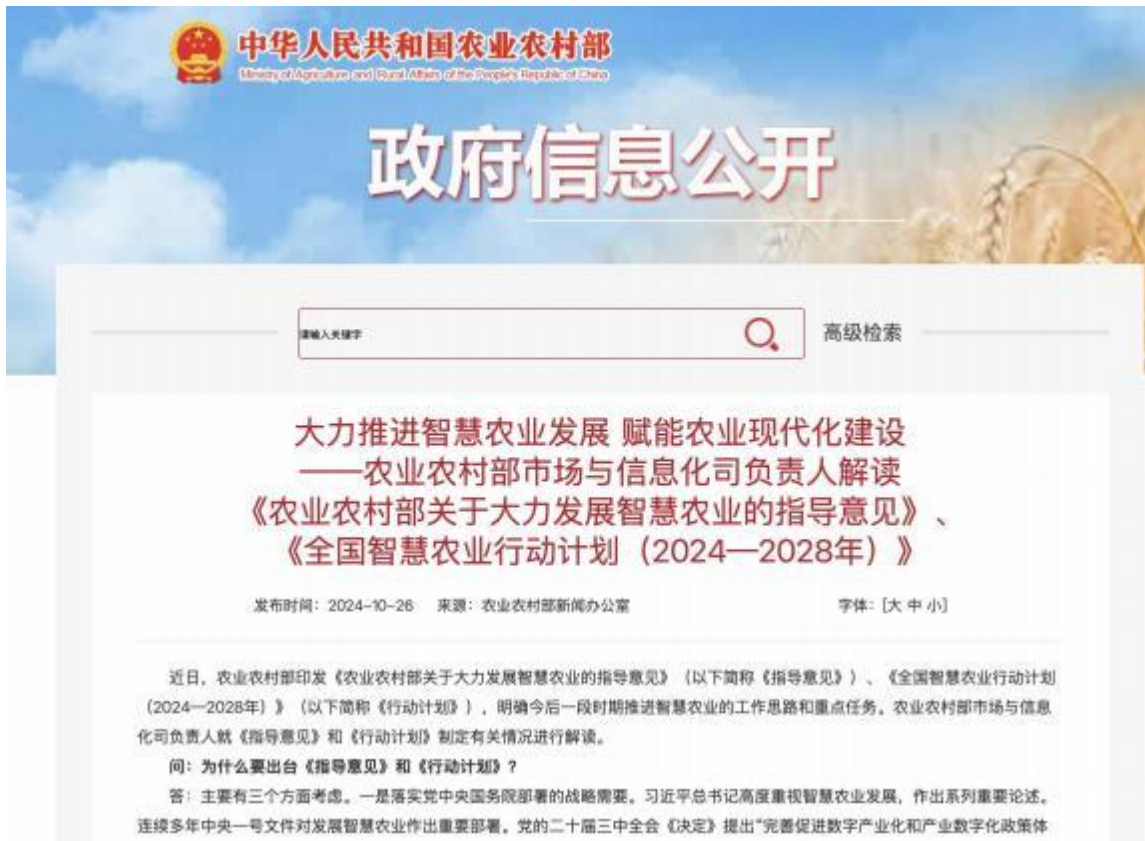 中华人民共和国农业农村部
Ministry of Agriculture and Rural Affairs of the People's Republic of China
政府信息公开
请输入关键字
高级检索
大力推进智慧农业发展 赋能农业现代化建设
——农业农村部市场与信息化司负责人解读
《农业农村部关于大力发展智慧农业的指导意见》、
《全国智慧农业行动计划（2024—2028年）》
发布时间：2024-10-26 来源：农业农村部新闻办公室 字体：[大 中 小]
近日，农业农村部印发《农业农村部关于大力发展智慧农业的指导意见》（以下简称《指导意见》）、《全国智慧农业行动计划
（2024—2028年）》（以下简称《行动计划》），明确今后一段时期推进智慧农业的工作思路和重点任务。农业农村部市场与信息
化司负责人就《指导意见》和《行动计划》制定有关情况进行解读。
问：为什么要出台《指导意见》和《行动计划》？
答：主要有三个方面考虑。一是落实党中央国务院部署的战略需要。习近平总书记高度重视智慧农业发展，作出系列重要论述。
连续多年中央一号文件对发展智慧农业作出重要部署。党的二十届三中全会《决定》提出“完善促进数字产业化和产业数字化政策体